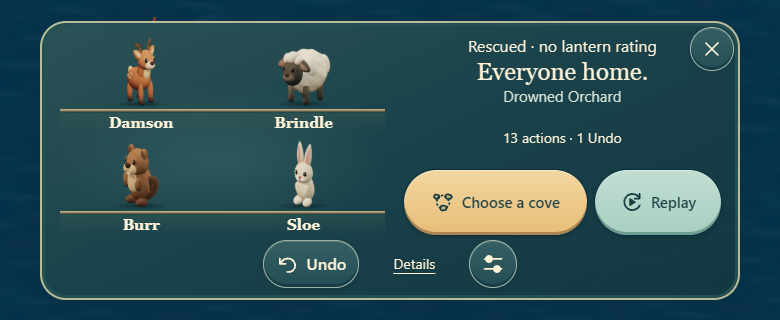 Damson
Brindle
Burr
Sloe
Rescued · no lantern rating
Everyone home.
Drowned Orchard
13 actions · 1 Undo
Choose a cove
Replay
Undo
Details